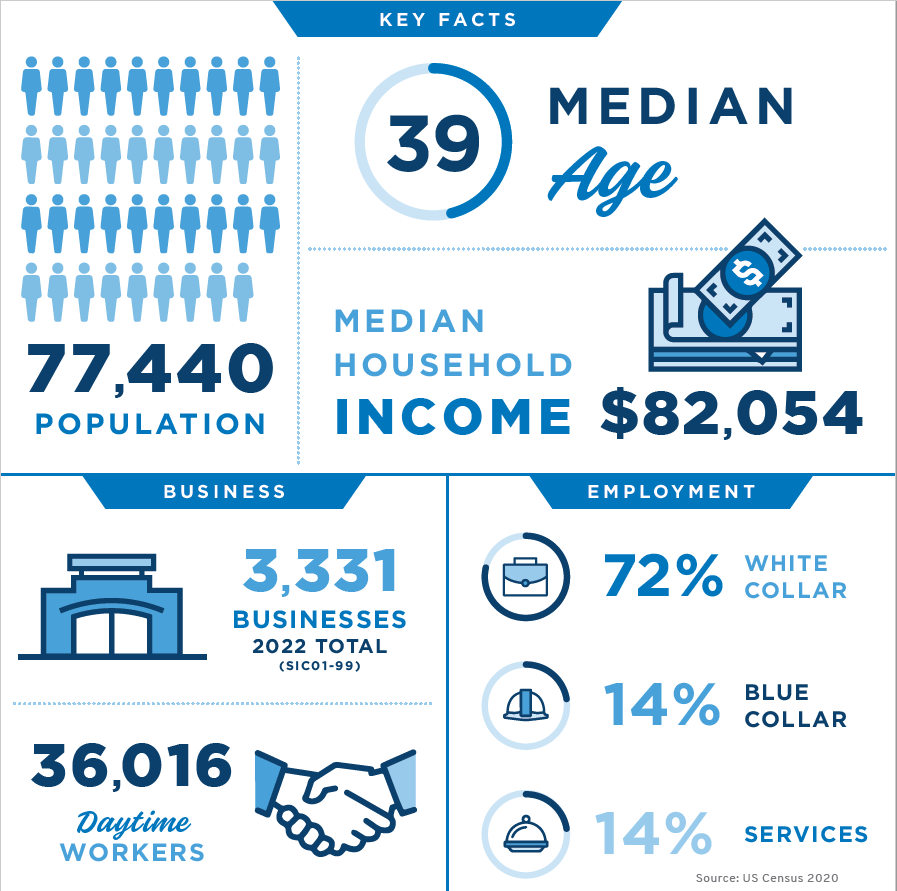 KEY FACTS
77,440
POPULATION
39
MEDIAN
Age
MEDIAN
HOUSEHOLD
INCOME $82,054
$
BUSINESS
3,331
BUSINESSES
2022 TOTAL
(SIC01-99)
36,016
Daytime
WORKERS
EMPLOYMENT
72% WHITE
COLLAR
14% BLUE
COLLAR
14% SERVICES
Source: US Census 2020